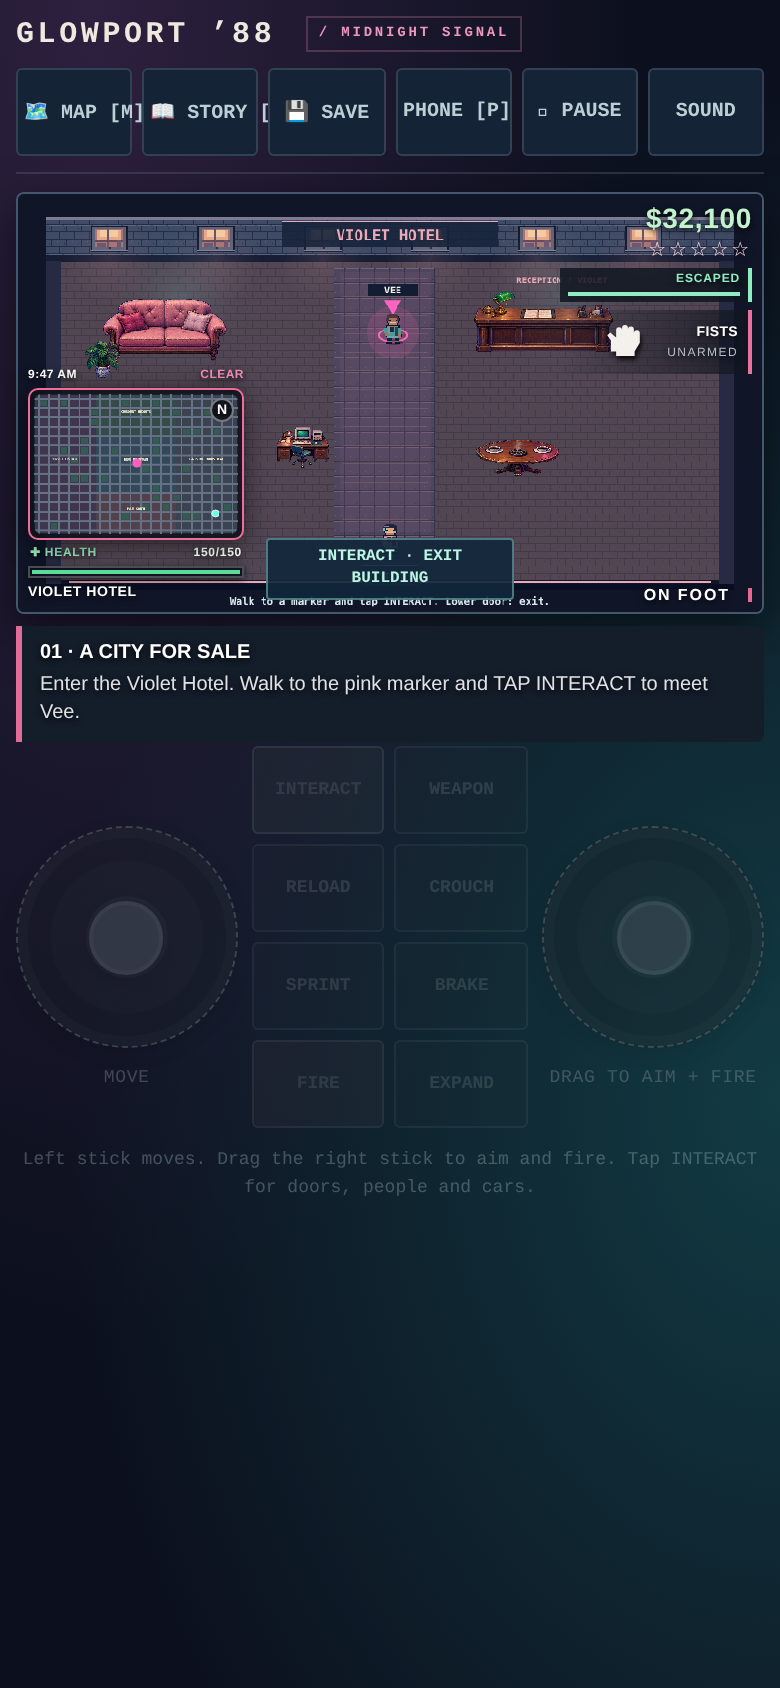 GLOWPORT ’88
/ MIDNIGHT SIGNAL
🗺️ MAP [M]
📖 STORY [
💾 SAVE
PHONE [P]
PAUSE
SOUND
$32,100
☆☆☆☆☆
VIOLET HOTEL
ESCAPED
RECEPTION
VIOLET
VEE
FISTS
UNARMED
9:47 AM
CLEAR
N
✚ HEALTH
150/150
VIOLET HOTEL
INTERACT · EXIT
BUILDING
Walk to a marker and tap INTERACT. Lower door: exit.
ON FOOT
01 · A CITY FOR SALE
Enter the Violet Hotel. Walk to the pink marker and TAP INTERACT to meet
Vee.
INTERACT
WEAPON
RELOAD
CROUCH
SPRINT
BRAKE
FIRE
EXPAND
MOVE
DRAG TO AIM + FIRE
Left stick moves. Drag the right stick to aim and fire. Tap INTERACT
for doors, people and cars.